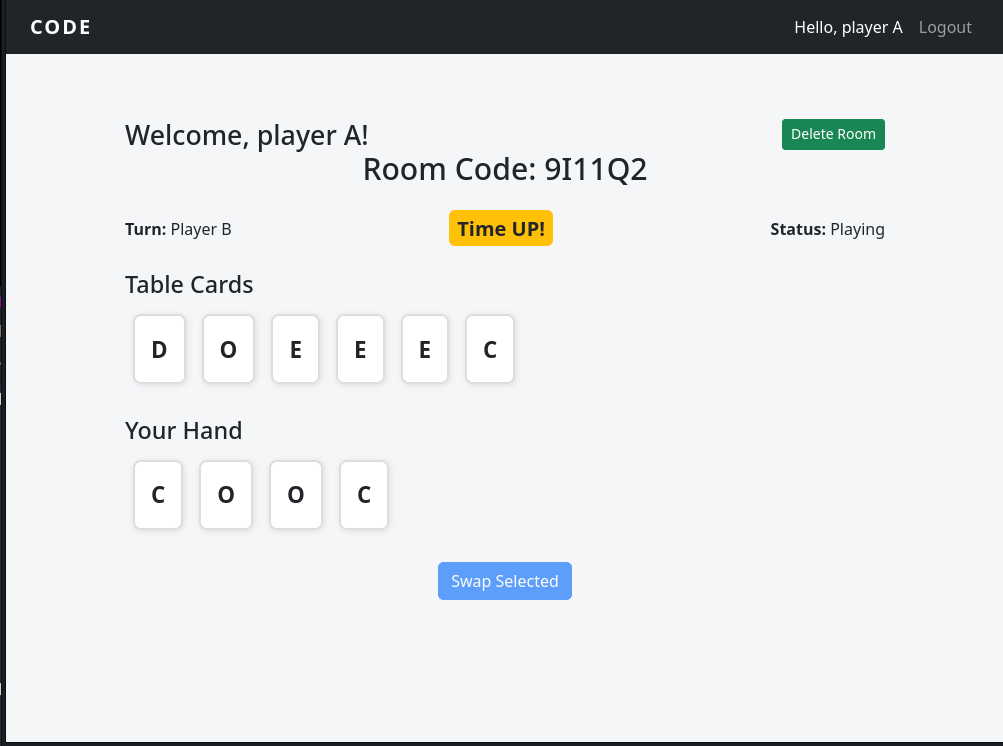 CODE Hello, player A Logout
Welcome, player A! Delete Room
Room Code: 9I11Q2
Turn: Player B Time UP! Status: Playing
Table Cards
D O E E E C
Your Hand
C O O C
Swap Selected